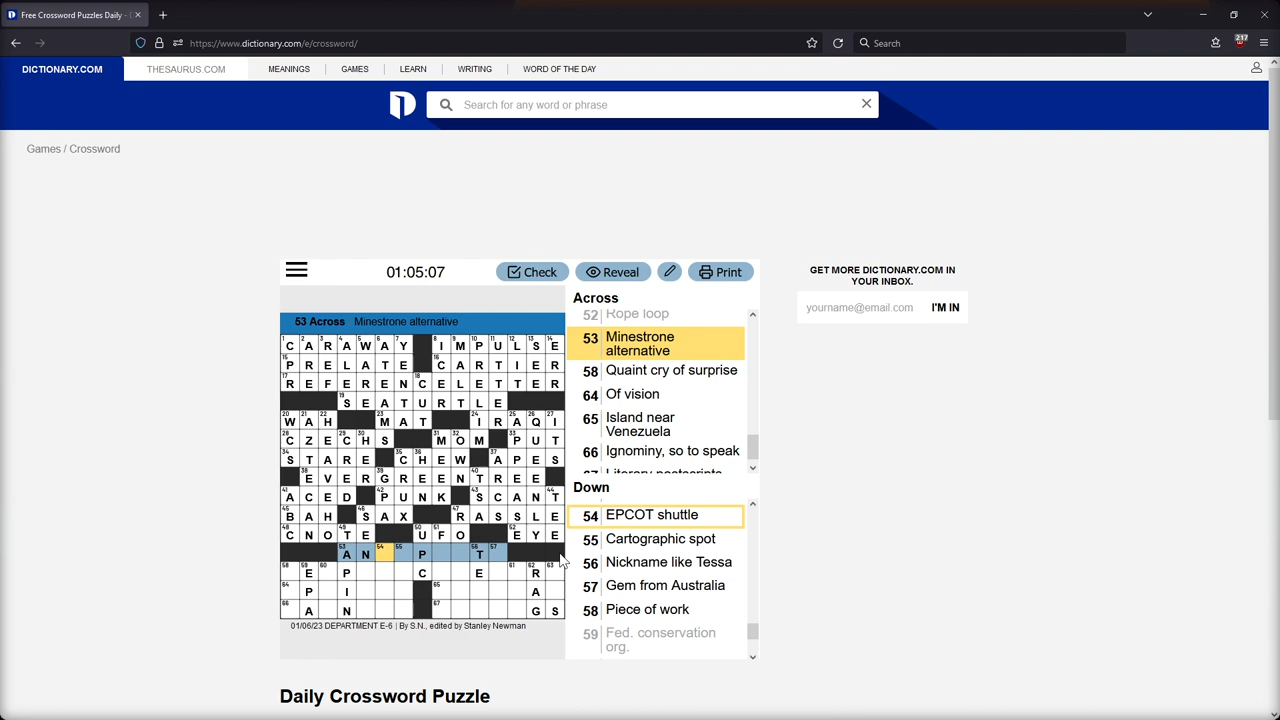 Free Crossword Puzzles Daily - (
217
https://www.dictionary.com/e/crossword/
Search
DICTIONARY.COM
THESAURUS.COM
MEANINGS
GAMES
LEARN
WRITING
WORD OF THE DAY
Search for any word or phrase
Games / Crossword
01:05:07
Check
Reveal
Print
GET MORE DICTIONARY.COM IN
YOUR INBOX.
yourname@email.com
I'M IN
53 Across Minestrone alternative
C A R A W A Y I M P U L S E
P R E L A T E C A R T I E R
R E F E R E N C E L E T T E R
S E A T U R T L E
W A H M A T I R A Q I
C Z E C H S M O M P U T
S T A R E C H E W A P E S
E V E R G R E E N T R E E
A C E D P U N K S C A N T
B A H S A X R A S S L E
C N O T E U F O E Y E
A N P T
E P C E R
P I A
A N G S
01/06/23 DEPARTMENT E-6 | By S.N., edited by Stanley Newman
Across
52 Rope loop
53 Minestrone
alternative
58 Quaint cry of surprise
64 Of vision
65 Island near
Venezuela
66 Ignominy, so to speak
67 Literary postscripts
Down
54 EPCOT shuttle
55 Cartographic spot
56 Nickname like Tessa
57 Gem from Australia
58 Piece of work
59 Fed. conservation
org.
Daily Crossword Puzzle